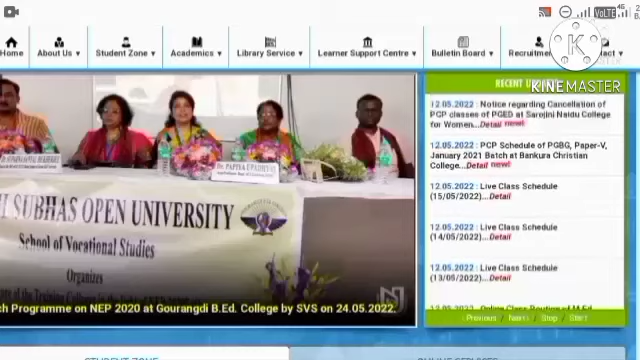 VoLTE 4G
Home
About Us
Student Zone
Academics
Library Service
Learner Support Centre
Bulletin Board
KINEMASTER
12.05.2022 : Notice regarding Cancellation of
PCP classes of PGED at Sarojini Naidu College
for Women...Detail new!
12.05.2022 : PCP Schedule of PGBG, Paper-V,
January 2021 Batch at Bankura Christian
College...Detail new!
12.05.2022 : Live Class Schedule
(15/05/2022)...Detail
12.05.2022 : Live Class Schedule
(14/05/2022)...Detail
12.05.2022 : Live Class Schedule
(13/05/2022)...Detail
Previous / Next / Stop / Start
Dr. PAPIYA UPADHYAY
SUBHAS OPEN UNIVERSITY
School of Vocational Studies
Organizes
Programme on NEP 2020 at Gourangdi B.Ed. College by SVS on 24.05.2022.